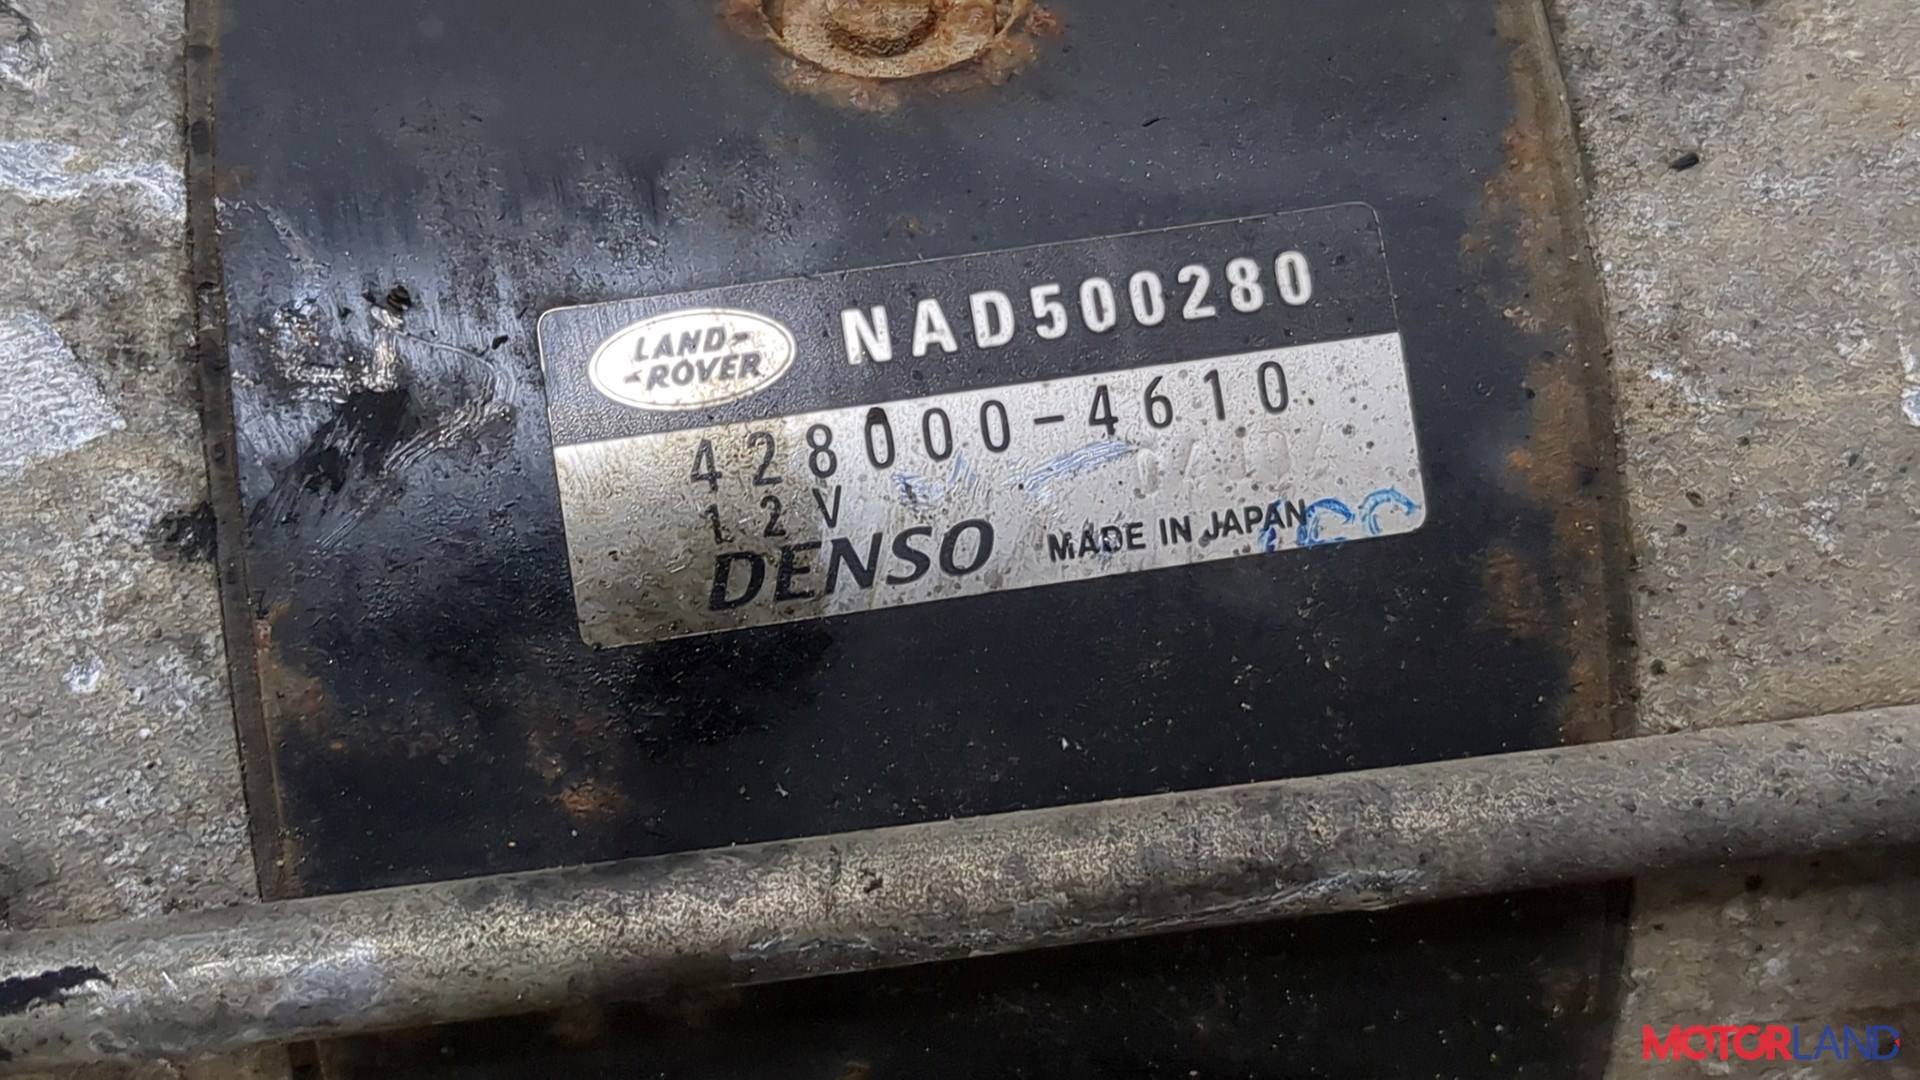 LAND-
-ROVER
NAD500280
428000-4610
12V
DENSO
MADE IN JAPAN
MOTORLAND